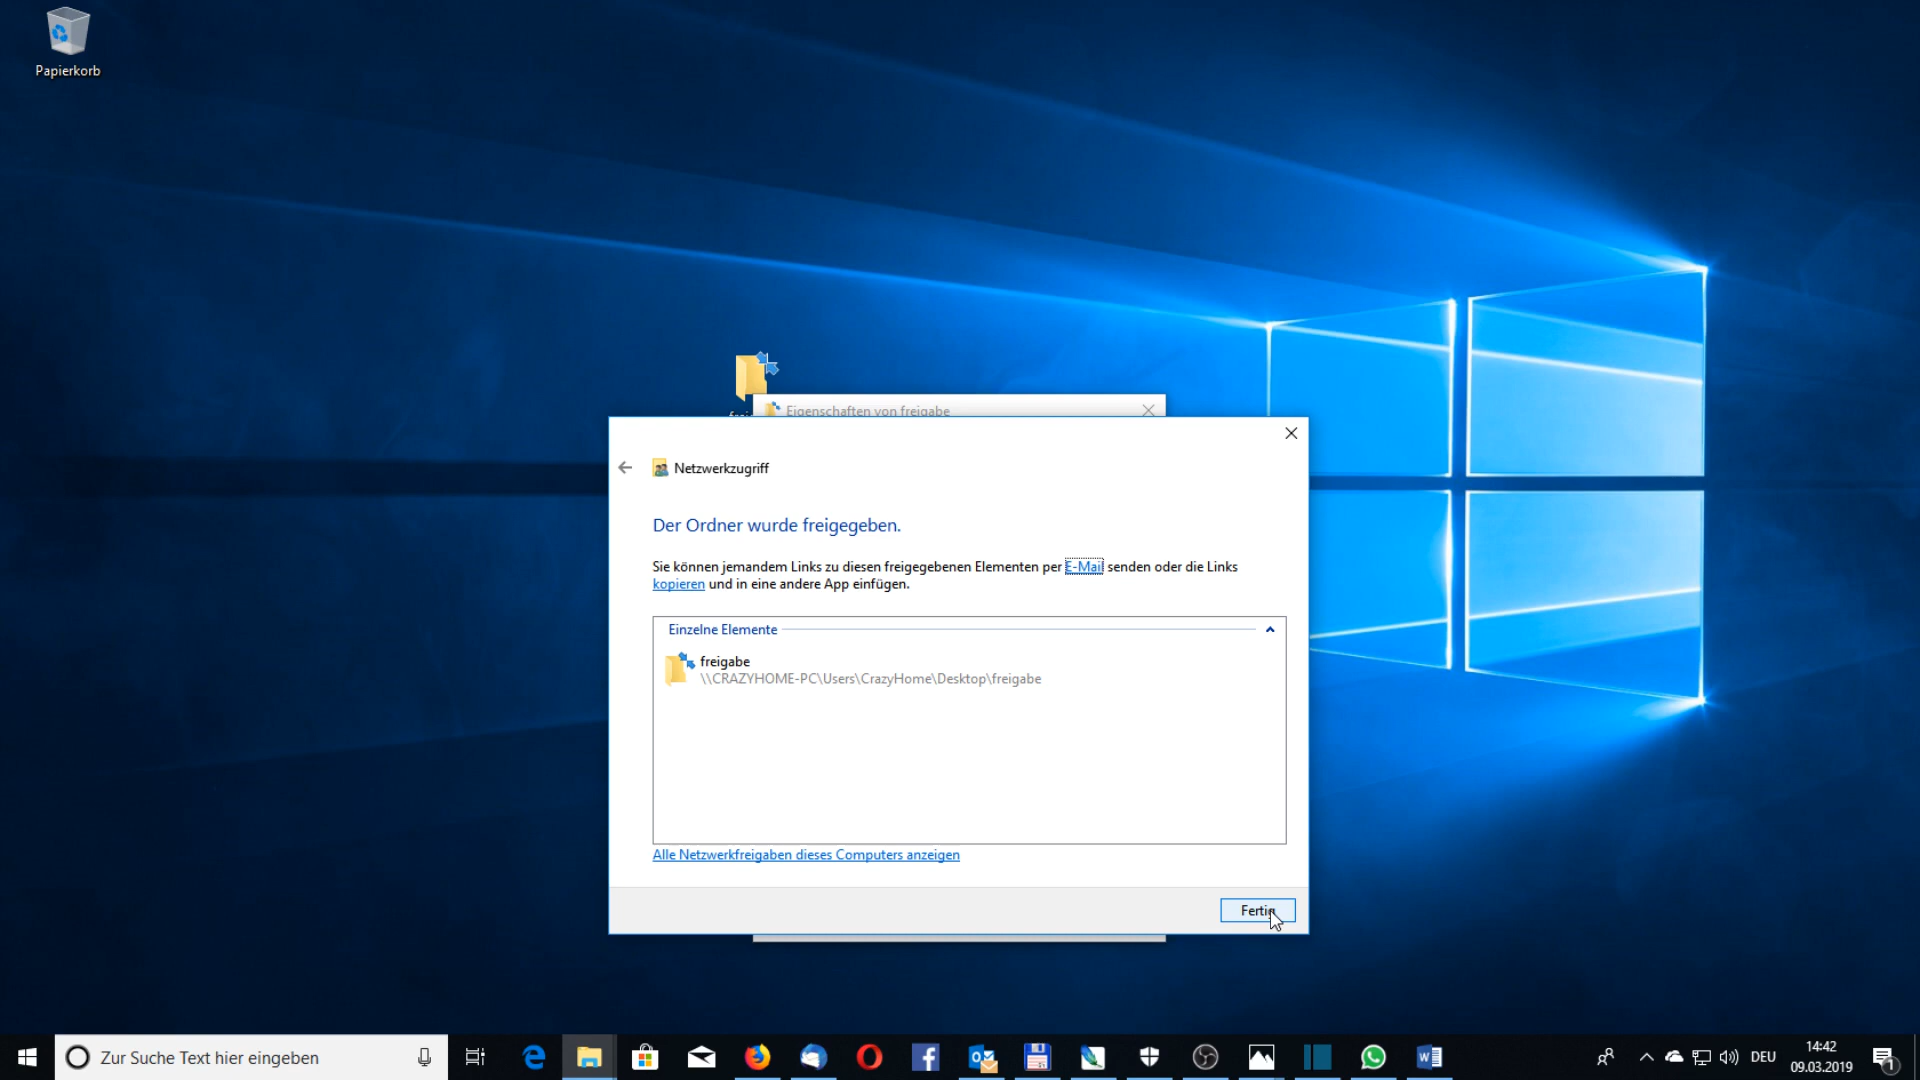 Papierkorb
Eigenschaften von freigabe
Netzwerkzugriff
Der Ordner wurde freigegeben.
Sie können jemandem Links zu diesen freigegebenen Elementen per E-Mail senden oder die Links
kopieren und in eine andere App einfügen.
Einzelne Elemente
freigabe
\\CRAZYHOME-PC\Users\CrazyHome\Desktop\freigabe
Alle Netzwerkfreigaben dieses Computers anzeigen
Fertig
Zur Suche Text hier eingeben
DEU
14:42
09.03.2019
1